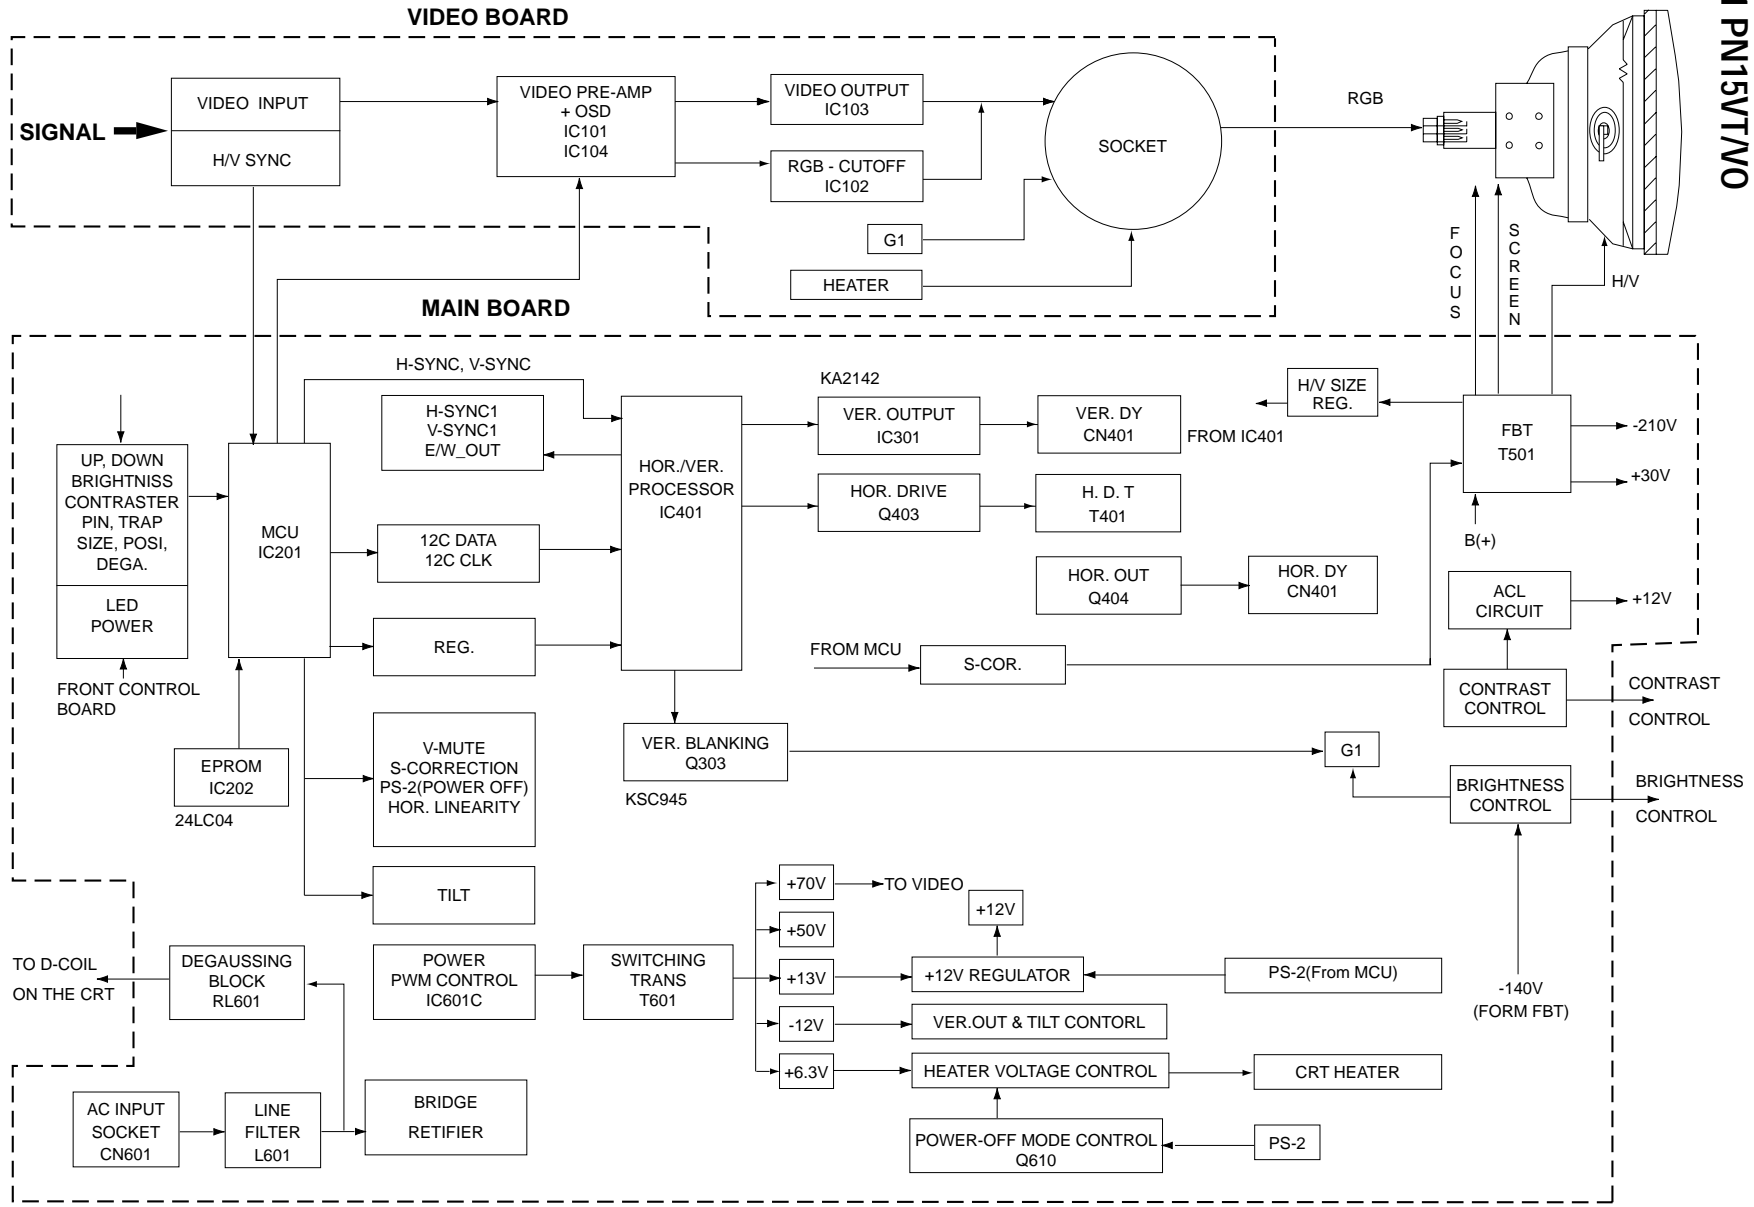 VIDEO BOARD
SIGNAL
VIDEO INPUT
H/V SYNC
VIDEO PRE-AMP
+ OSD
IC101
IC104
VIDEO OUTPUT
IC103
RGB - CUTOFF
IC102
G1
HEATER
SOCKET
RGB
PN15VT/VO
FOCUS
SCREEN
H/V
MAIN BOARD
H-SYNC, V-SYNC
UP, DOWN
BRIGHTNISS
CONTRASTER
PIN, TRAP
SIZE, POSI,
DEGA.
LED
POWER
FRONT CONTROL
BOARD
MCU
IC201
EPROM
IC202
24LC04
H-SYNC1
V-SYNC1
E/W_OUT
12C DATA
12C CLK
REG.
V-MUTE
S-CORRECTION
PS-2(POWER OFF)
HOR. LINEARITY
TILT
HOR./VER.
PROCESSOR
IC401
VER. BLANKING
Q303
KSC945
KA2142
VER. OUTPUT
IC301
VER. DY
CN401
HOR. DRIVE
Q403
H. D. T
T401
HOR. OUT
Q404
HOR. DY
CN401
FROM MCU
S-COR.
H/V SIZE
REG.
FROM IC401
FBT
T501
-210V
+30V
B(+)
ACL
CIRCUIT
+12V
CONTRAST
CONTROL
CONTRAST
CONTROL
G1
BRIGHTNESS
CONTROL
BRIGHTNESS
CONTROL
-140V
(FORM FBT)
TO D-COIL
ON THE CRT
DEGAUSSING
BLOCK
RL601
POWER
PWM CONTROL
IC601C
SWITCHING
TRANS
T601
+70V
TO VIDEO
+50V
+13V
-12V
+6.3V
+12V
+12V REGULATOR
PS-2(From MCU)
VER.OUT & TILT CONTORL
HEATER VOLTAGE CONTROL
CRT HEATER
POWER-OFF MODE CONTROL
Q610
PS-2
AC INPUT
SOCKET
CN601
LINE
FILTER
L601
BRIDGE
RETIFIER